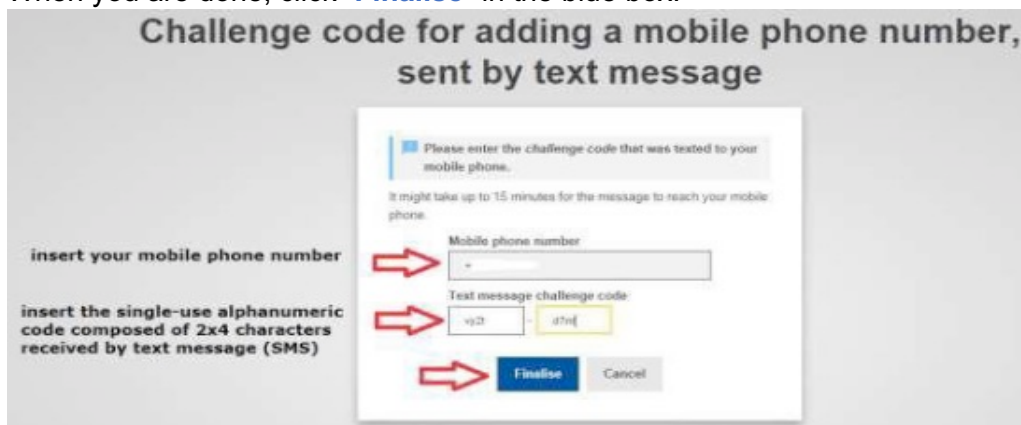 When you are done, click "Finalise" in the blue box.
Challenge code for adding a mobile phone number,
sent by text message
Please enter the challenge code that was texted to your
mobile phone.
It might take up to 15 minutes for the message to reach your mobile
phone.
insert your mobile phone number
Mobile phone number
+
insert the single-use alphanumeric
code composed of 2x4 characters
received by text message (SMS)
Text message challenge code
-
Finalise Cancel